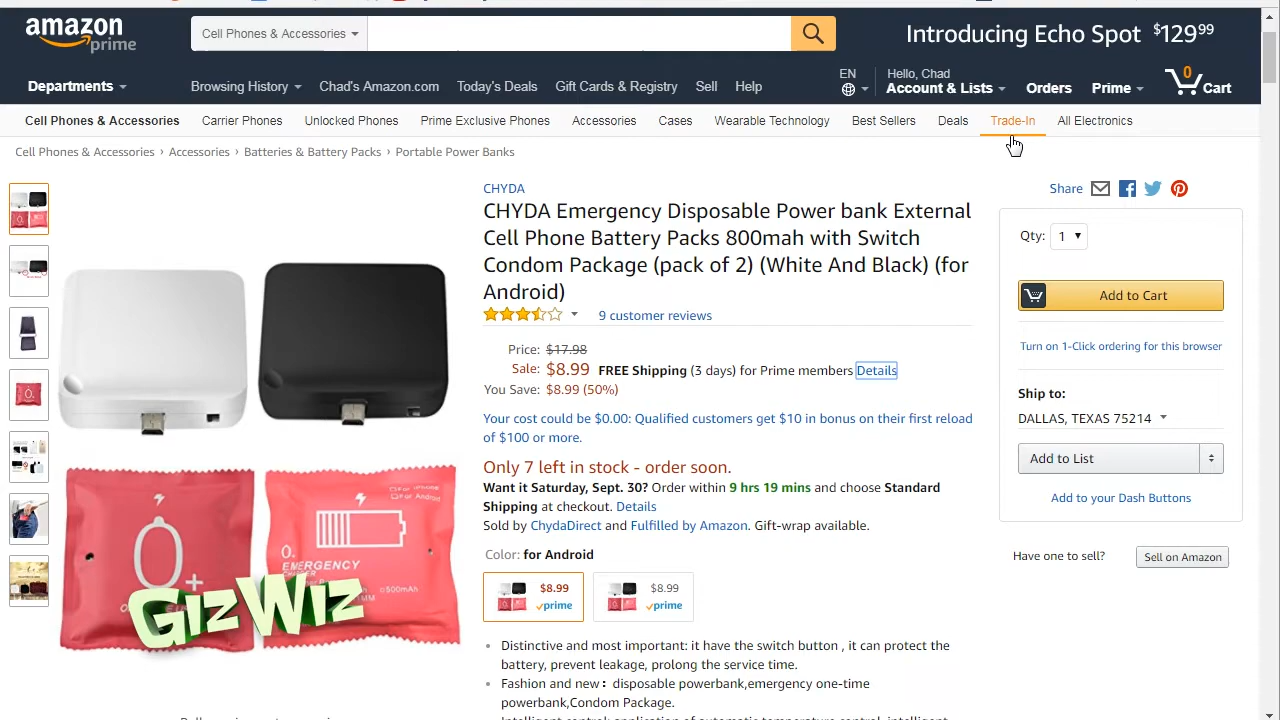 amazon
prime
Cell Phones & Accessories
Introducing Echo Spot $129.99
Departments
Browsing History
Chad's Amazon.com
Today's Deals
Gift Cards & Registry
Sell
Help
EN
Hello, Chad
Account & Lists
Orders
Prime
0
Cart
Cell Phones & Accessories
Carrier Phones
Unlocked Phones
Prime Exclusive Phones
Accessories
Cases
Wearable Technology
Best Sellers
Deals
Trade-In
All Electronics
Cell Phones & Accessories › Accessories › Batteries & Battery Packs › Portable Power Banks
CHYDA
CHYDA Emergency Disposable Power bank External
Cell Phone Battery Packs 800mah with Switch
Condom Package (pack of 2) (White And Black) (for
Android)
9 customer reviews
Price: $17.98
Sale: $8.99 FREE Shipping (3 days) for Prime members Details
You Save: $8.99 (50%)
Your cost could be $0.00: Qualified customers get $10 in bonus on their first reload
of $100 or more.
Only 7 left in stock - order soon.
Want it Saturday, Sept. 30? Order within 9 hrs 19 mins and choose Standard
Shipping at checkout. Details
Sold by ChydaDirect and Fulfilled by Amazon. Gift-wrap available.
Color: for Android
$8.99
prime
$8.99
prime
Distinctive and most important: it have the switch button , it can protect the
battery, prevent leakage, prolong the service time.
Fashion and new：disposable powerbank,emergency one-time
powerbank,Condom Package.
Share
Qty: 1
Add to Cart
Turn on 1-Click ordering for this browser
Ship to:
DALLAS, TEXAS 75214
Add to List
Add to your Dash Buttons
Have one to sell?
Sell on Amazon
For Android
EMERGENCY
500mAh
GizWiz